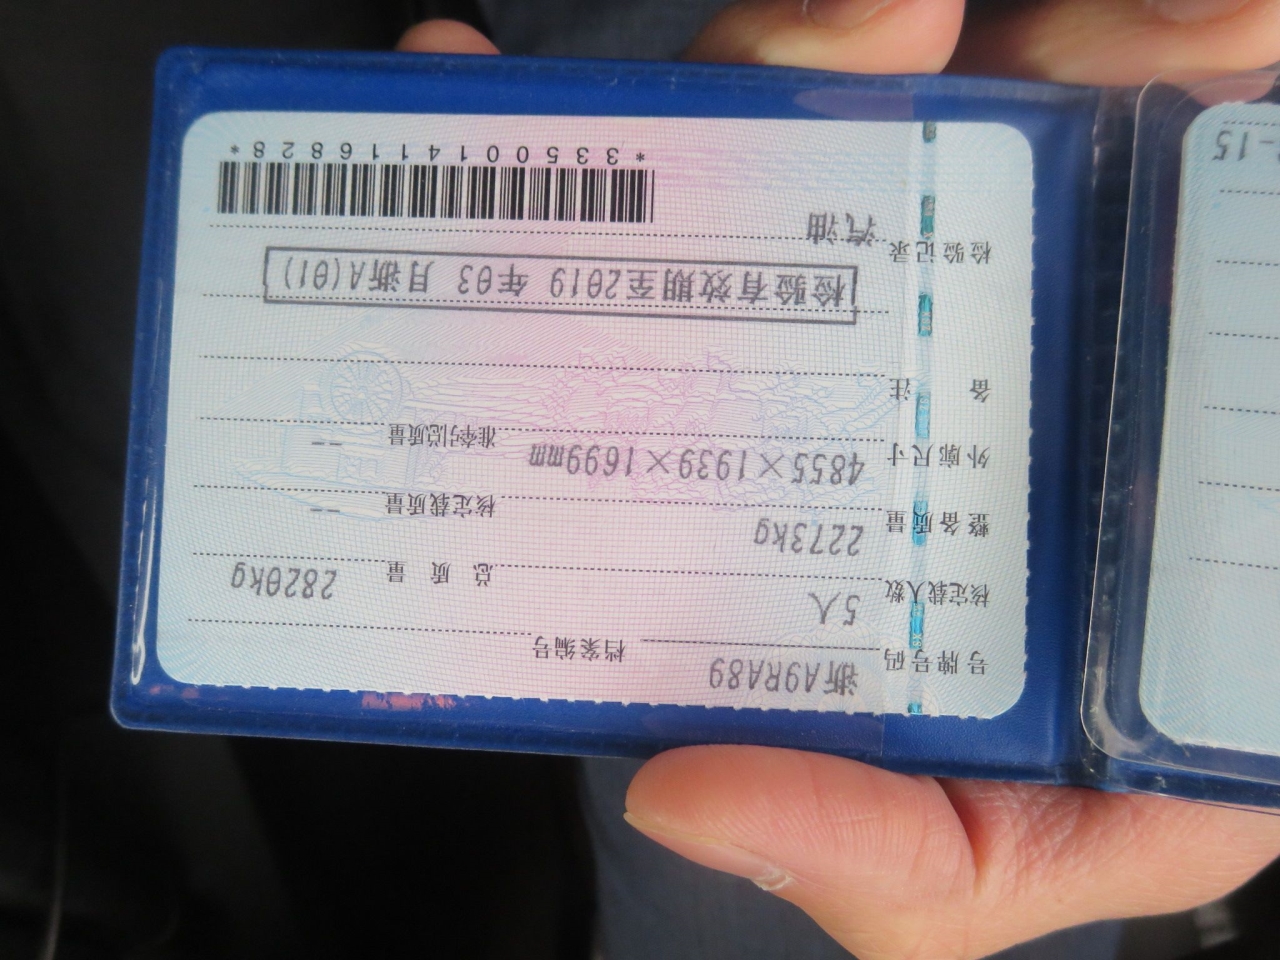 号牌号码 浙A9RA89 档案编号
核定载人数 5人 总质量 2820kg
整备质量 2273kg 核定载质量 --
外廓尺寸 4855×1939×1699mm 准牵引总质量 --
备注
检验有效期至2019 年03 月浙A(01)
检验记录 汽油
*3350014116828*
-15